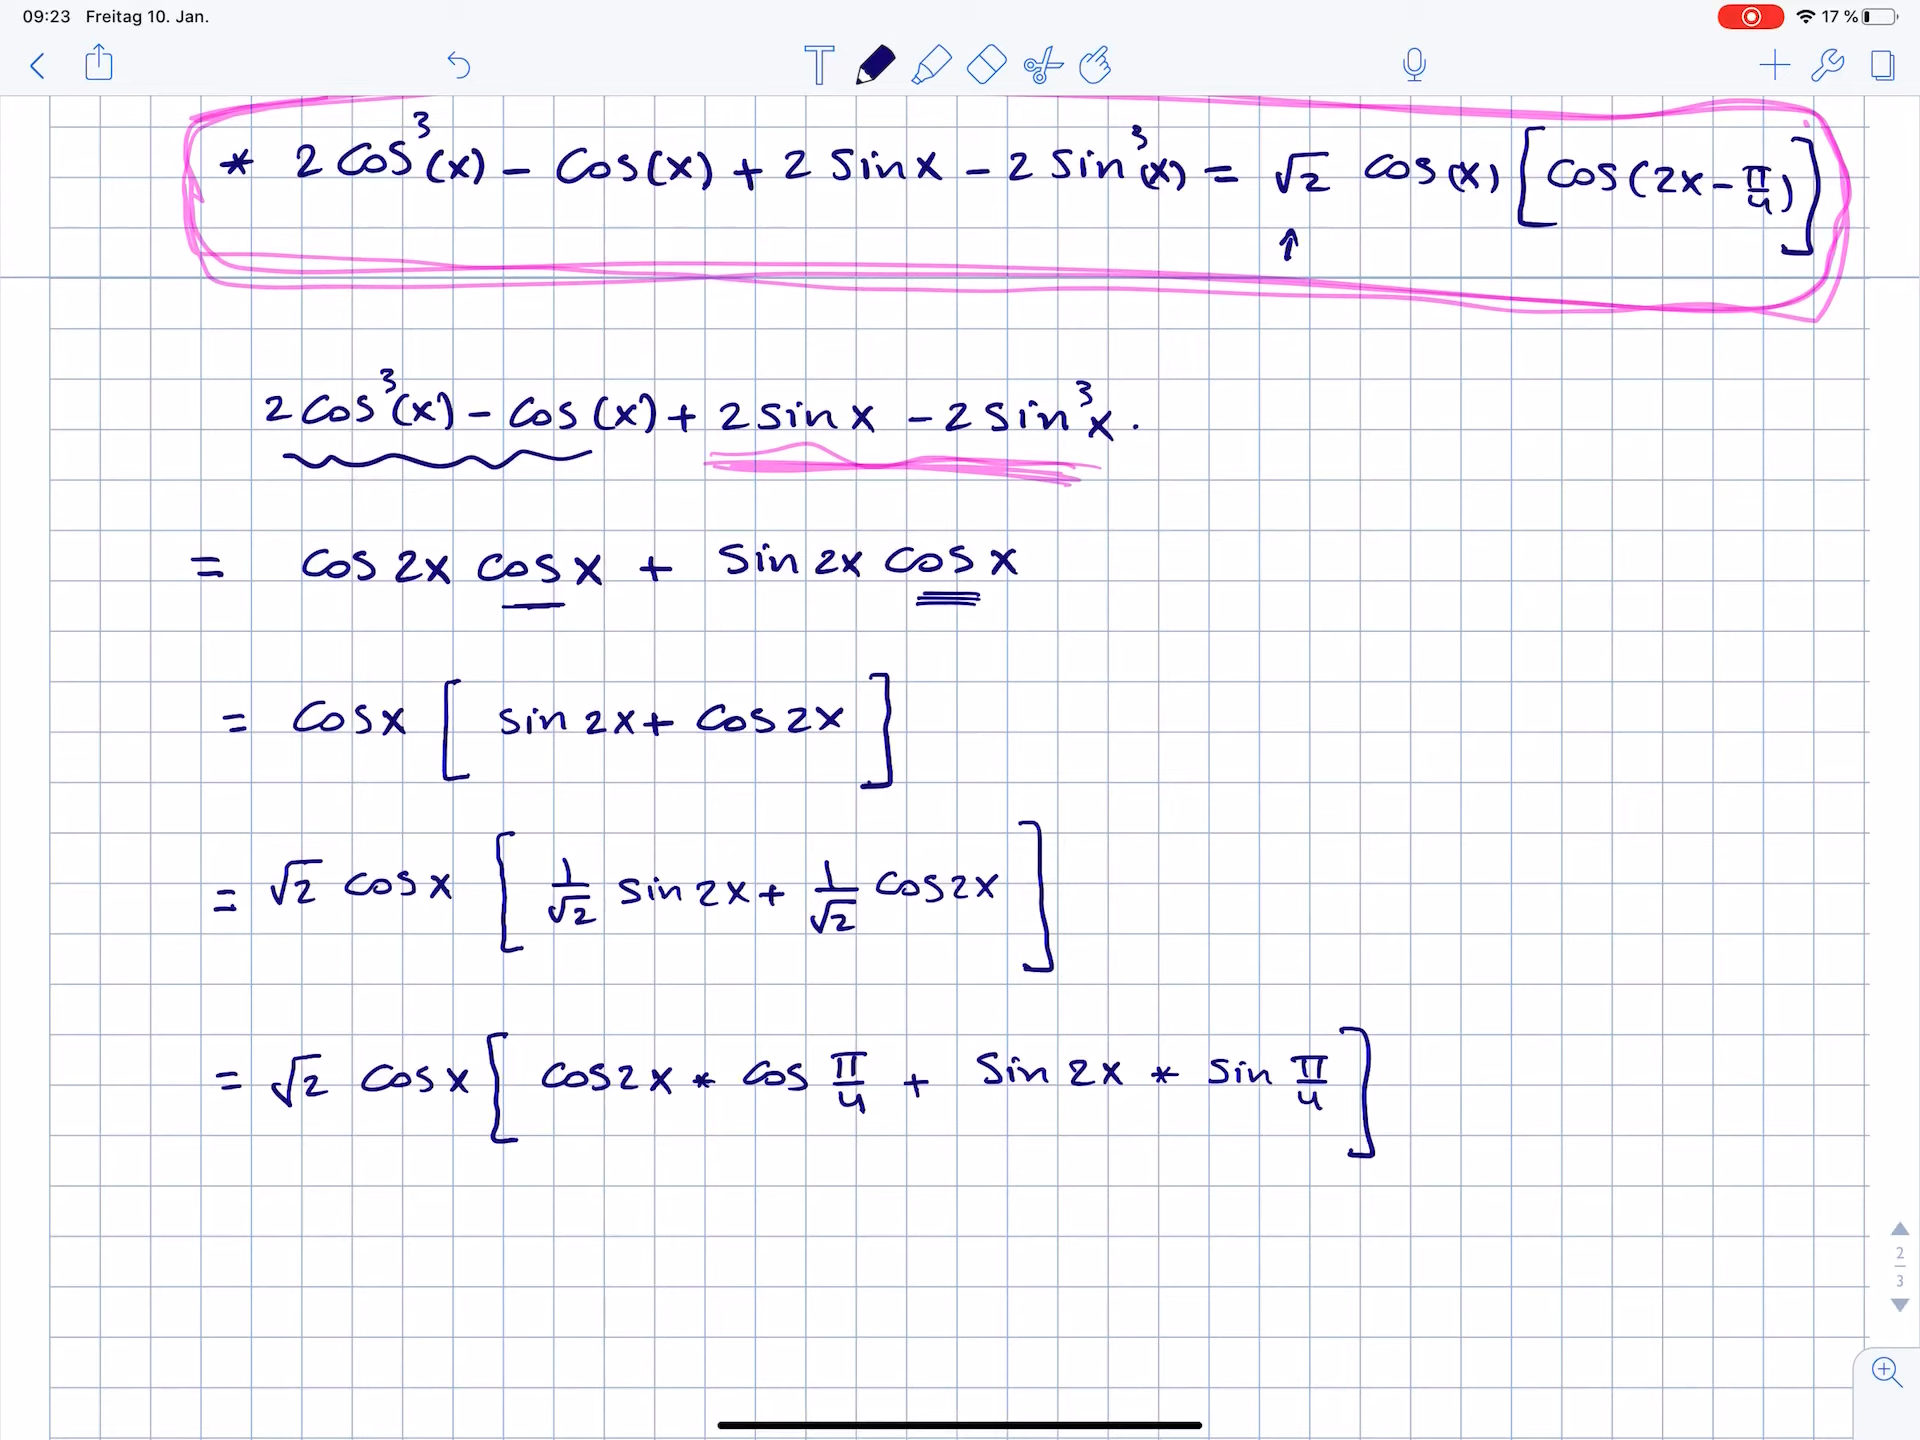 09:23 Freitag 10. Jan. 17 %
* 2 cos³(x) - cos(x) + 2 sin x - 2 sin³(x) = √2 cos(x) [cos(2x - π/4)]
↑
2 cos³(x) - cos(x) + 2 sin x - 2 sin³x.
= cos 2x cos x + sin 2x cos x
= cos x [ sin 2x + cos 2x ]
= √2 cos x [ 1/√2 sin 2x + 1/√2 cos 2x ]
= √2 cos x [ cos 2x * cos π/4 + sin 2x * sin π/4 ]
2
3